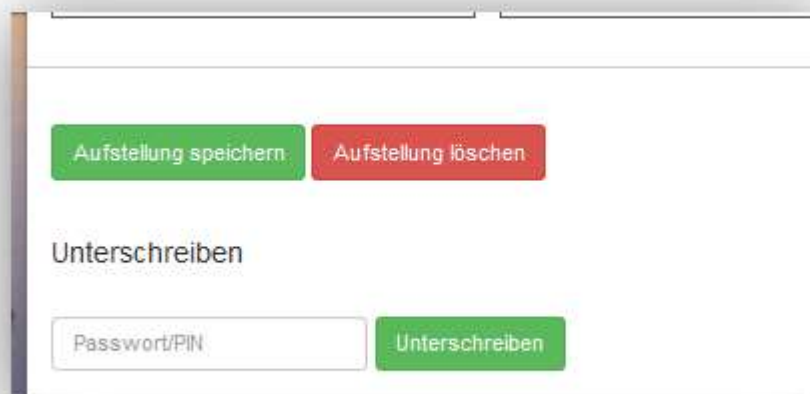 Aufstellung speichern Aufstellung löschen
Unterschreiben
Passwort/PIN Unterschreiben